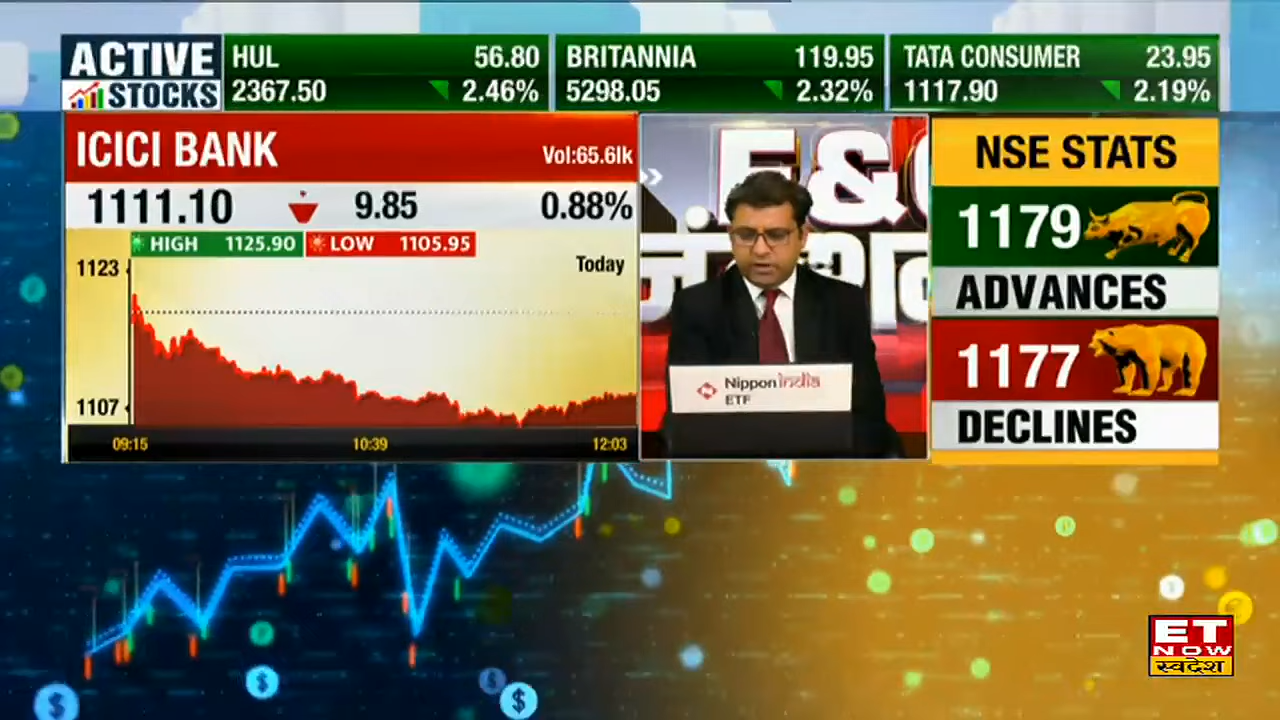 ACTIVE
STOCKS
HUL 56.80
2367.50 2.46%
BRITANNIA 119.95
5298.05 2.32%
TATA CONSUMER 23.95
1117.90 2.19%
ICICI BANK Vol:65.6lk
1111.10 9.85 0.88%
HIGH 1125.90 LOW 1105.95
Today
1123
1107
09:15 10:39 12:03
F&
Nippon india
ETF
NSE STATS
1179
ADVANCES
1177
DECLINES
ET
NOW
स्वदेश